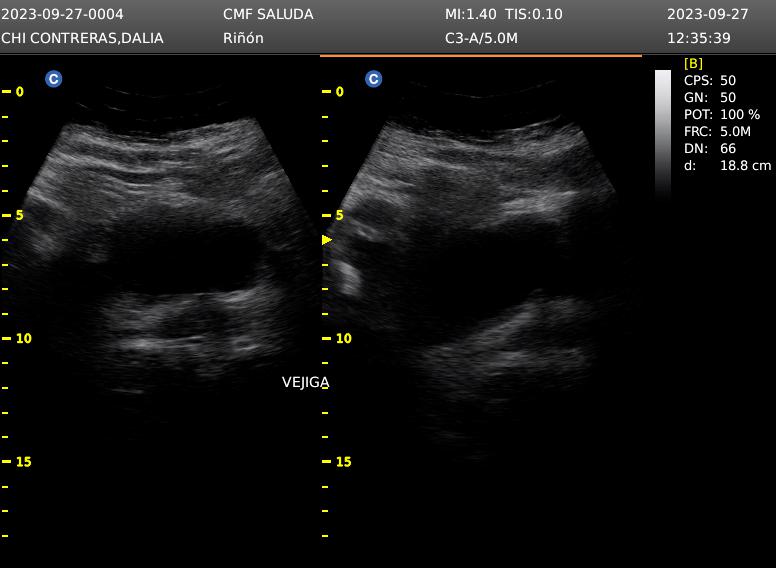 2023-09-27-0004 CMF SALUDA MI:1.40 TIS:0.10 2023-09-27
CHI CONTRERAS,DALIA Riñón C3-A/5.0M 12:35:39
[B]
C C
CPS: 50
GN: 50
POT: 100 %
FRC: 5.0M
DN: 66
d: 18.8 cm
0 0
5 5
10 10
VEJIGA
15 15